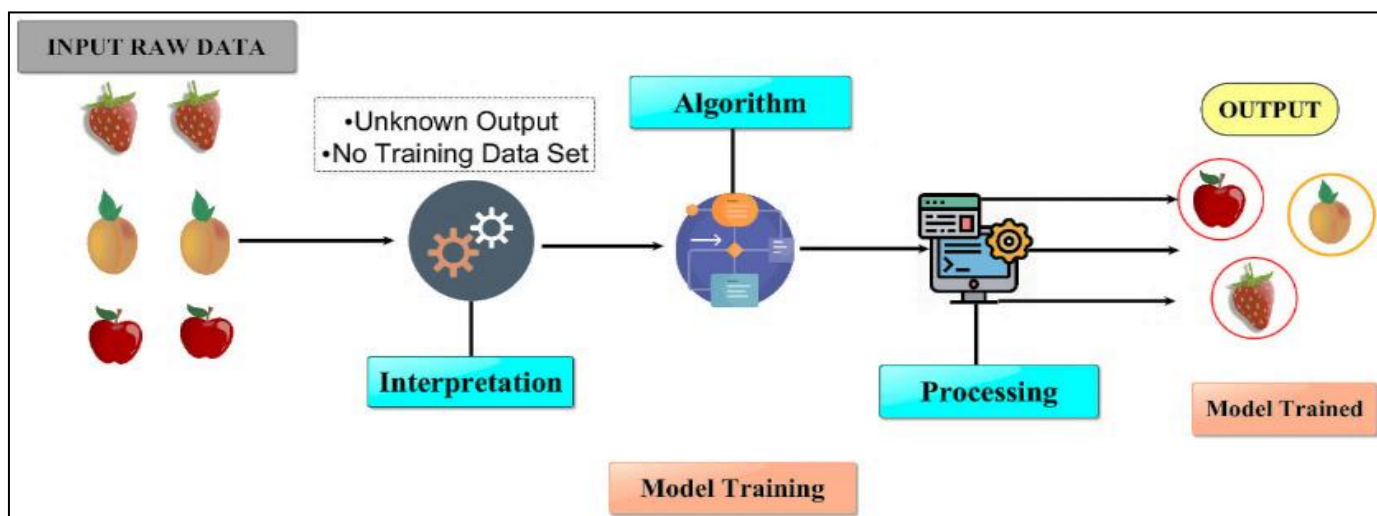 INPUT RAW DATA
•Unknown Output
•No Training Data Set
Algorithm
OUTPUT
Interpretation
Processing
Model Trained
Model Training